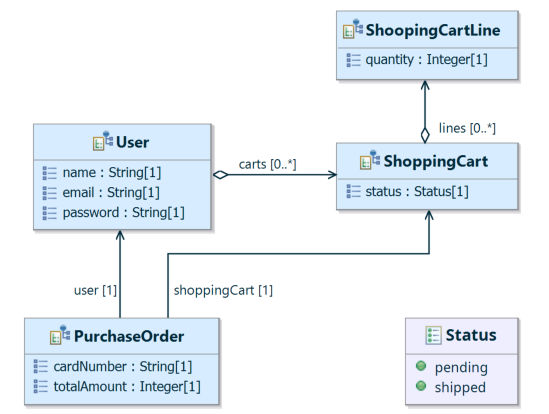 ShoopingCartLine
quantity : Integer[1]
lines [0..*]
User
name : String[1]
email : String[1]
password : String[1]
carts [0..*]
ShoppingCart
status : Status[1]
user [1]
shoppingCart [1]
PurchaseOrder
cardNumber : String[1]
totalAmount : Integer[1]
Status
pending
shipped